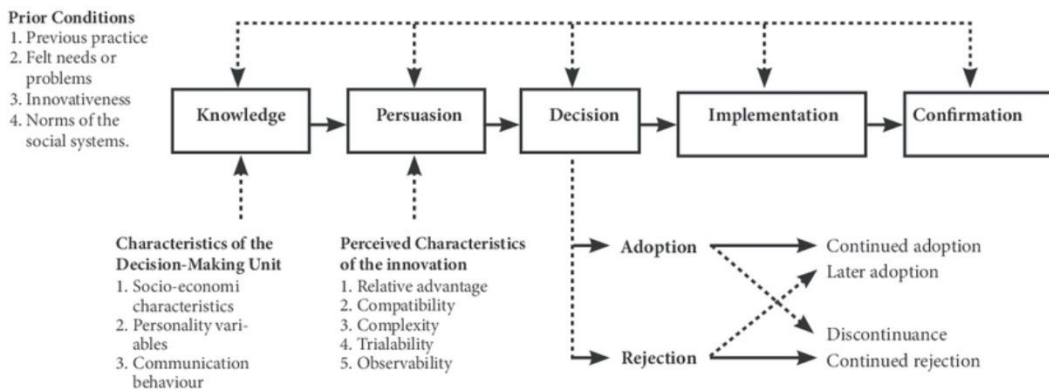 Prior Conditions
1. Previous practice
2. Felt needs or
problems
3. Innovativeness
4. Norms of the
social systems.
Knowledge
Persuasion
Decision
Implementation
Confirmation
Characteristics of the
Decision-Making Unit
1. Socio-economi
characteristics
2. Personality vari-
ables
3. Communication
behaviour
Perceived Characteristics
of the innovation
1. Relative advantage
2. Compatibility
3. Complexity
4. Trialability
5. Observability
Adoption
Rejection
Continued adoption
Later adoption
Discontinuance
Continued rejection